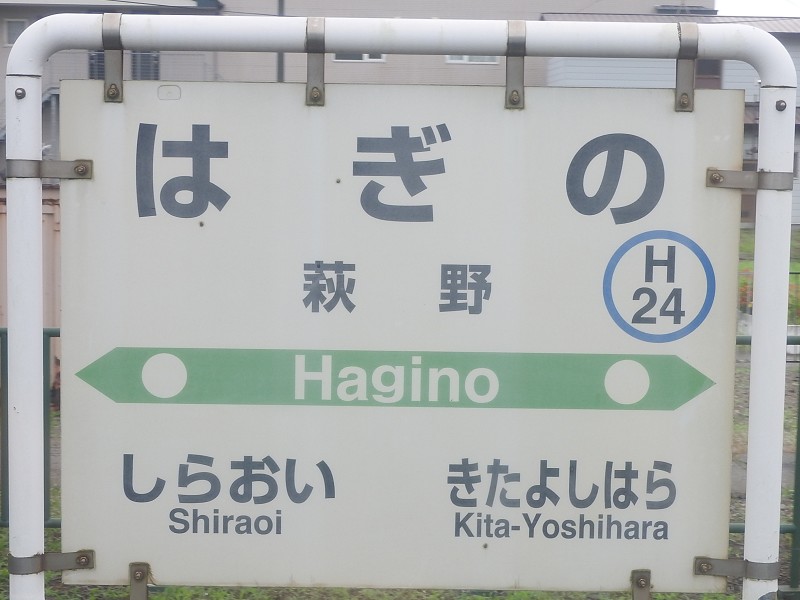 はぎの
萩野
H
24
Hagino
しらおい
Shiraoi
きたよしはら
Kita-Yoshihara